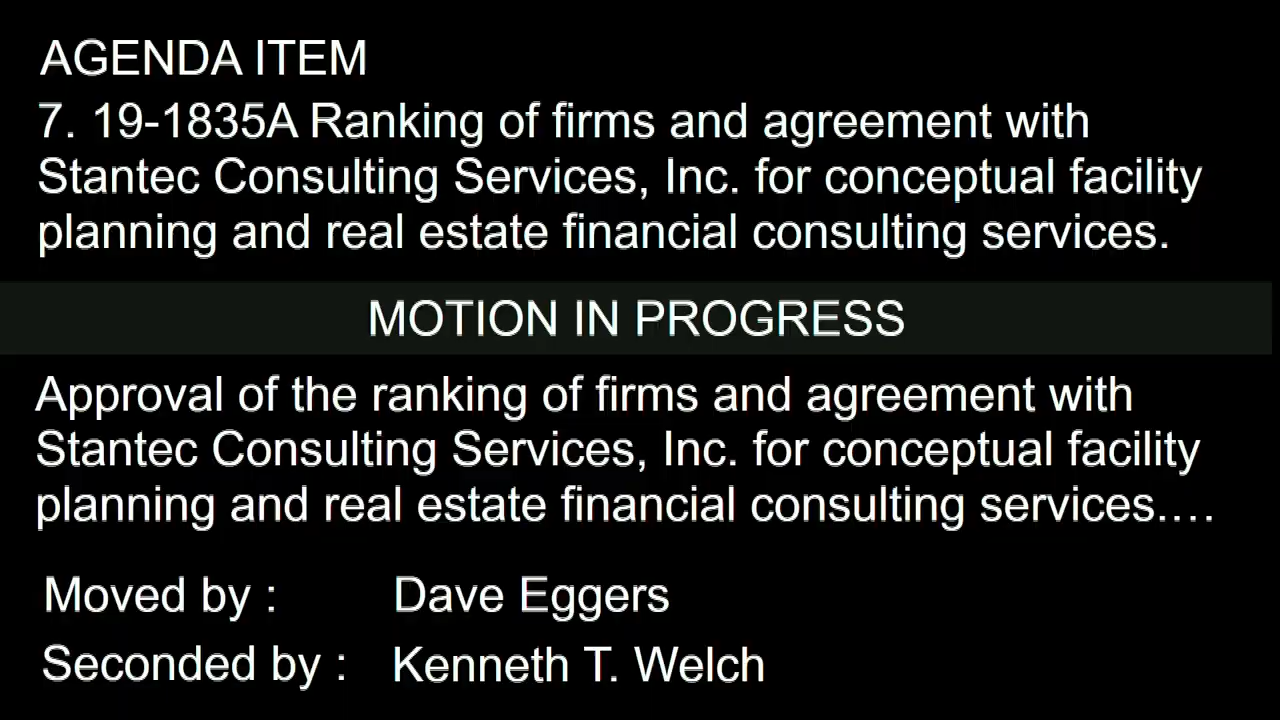 AGENDA ITEM
7. 19-1835A Ranking of firms and agreement with
Stantec Consulting Services, Inc. for conceptual facility
planning and real estate financial consulting services.
MOTION IN PROGRESS
Approval of the ranking of firms and agreement with
Stantec Consulting Services, Inc. for conceptual facility
planning and real estate financial consulting services....
Moved by : Dave Eggers
Seconded by : Kenneth T. Welch